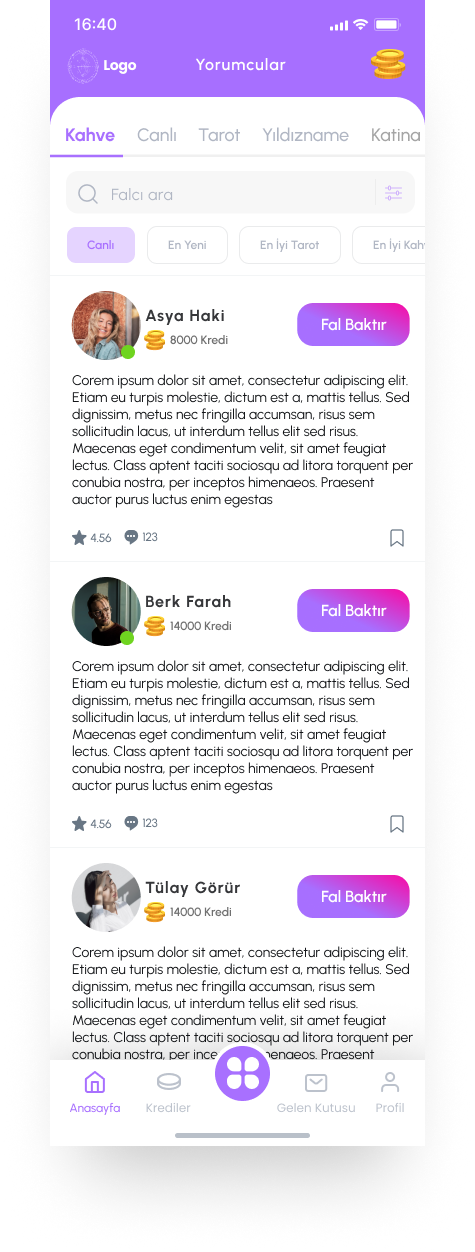 16:40
Logo
Yorumcular
Kahve Canlı Tarot Yıldızname Katina
Falcı ara
Canlı En Yeni En İyi Tarot En İyi Kah
Asya Haki
8000 Kredi
Fal Baktır
Corem ipsum dolor sit amet, consectetur adipiscing elit.
Etiam eu turpis molestie, dictum est a, mattis tellus. Sed
dignissim, metus nec fringilla accumsan, risus sem
sollicitudin lacus, ut interdum tellus elit sed risus.
Maecenas eget condimentum velit, sit amet feugiat
lectus. Class aptent taciti sociosqu ad litora torquent per
conubia nostra, per inceptos himenaeos. Praesent
auctor purus luctus enim egestas
4.56 123
Berk Farah
14000 Kredi
Fal Baktır
Corem ipsum dolor sit amet, consectetur adipiscing elit.
Etiam eu turpis molestie, dictum est a, mattis tellus. Sed
dignissim, metus nec fringilla accumsan, risus sem
sollicitudin lacus, ut interdum tellus elit sed risus.
Maecenas eget condimentum velit, sit amet feugiat
lectus. Class aptent taciti sociosqu ad litora torquent per
conubia nostra, per inceptos himenaeos. Praesent
auctor purus luctus enim egestas
4.56 123
Tülay Görür
14000 Kredi
Fal Baktır
Corem ipsum dolor sit amet, consectetur adipiscing elit.
Etiam eu turpis molestie, dictum est a, mattis tellus. Sed
dignissim, metus nec fringilla accumsan, risus sem
sollicitudin lacus, ut interdum tellus elit sed risus.
Maecenas eget condimentum velit, sit amet feugiat
lectus. Class aptent taciti sociosqu ad litora torquent per
conubia nostra, per inceptos himenaeos. Praesent
Anasayfa Krediler Gelen Kutusu Profil